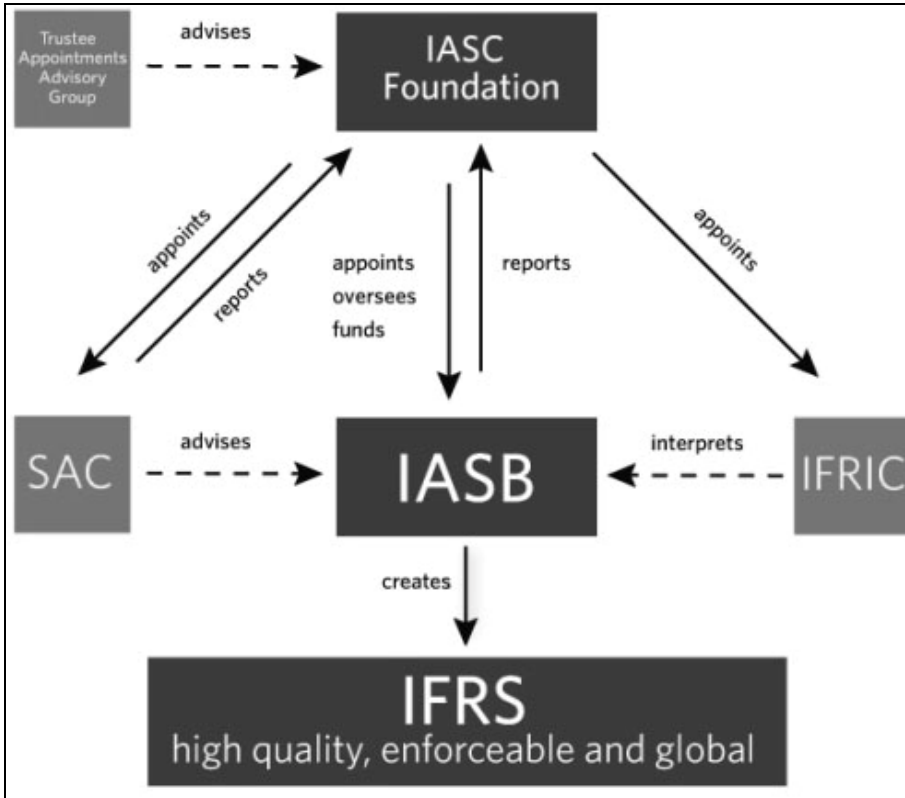 Trustee
Appointments
Advisory
Group
advises
IASC
Foundation
appoints
reports
appoints
oversees
funds
reports
appoints
SAC
advises
IASB
interprets
IFRIC
creates
IFRS
high quality, enforceable and global